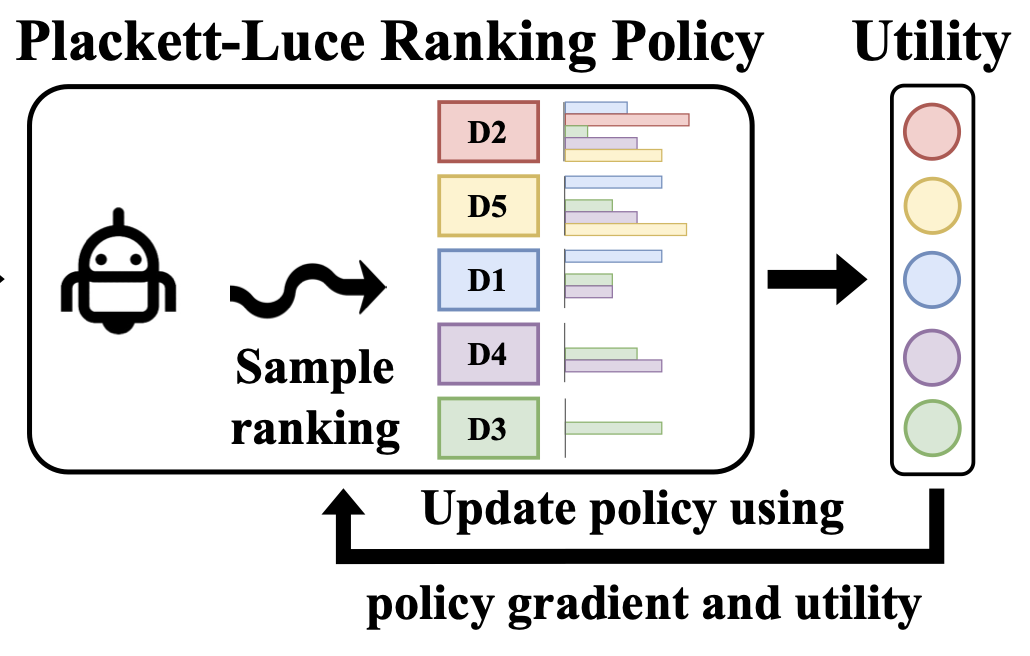 Plackett-Luce Ranking Policy
Utility
D2
D5
D1
D4
D3
Sample
ranking
Update policy using
policy gradient and utility